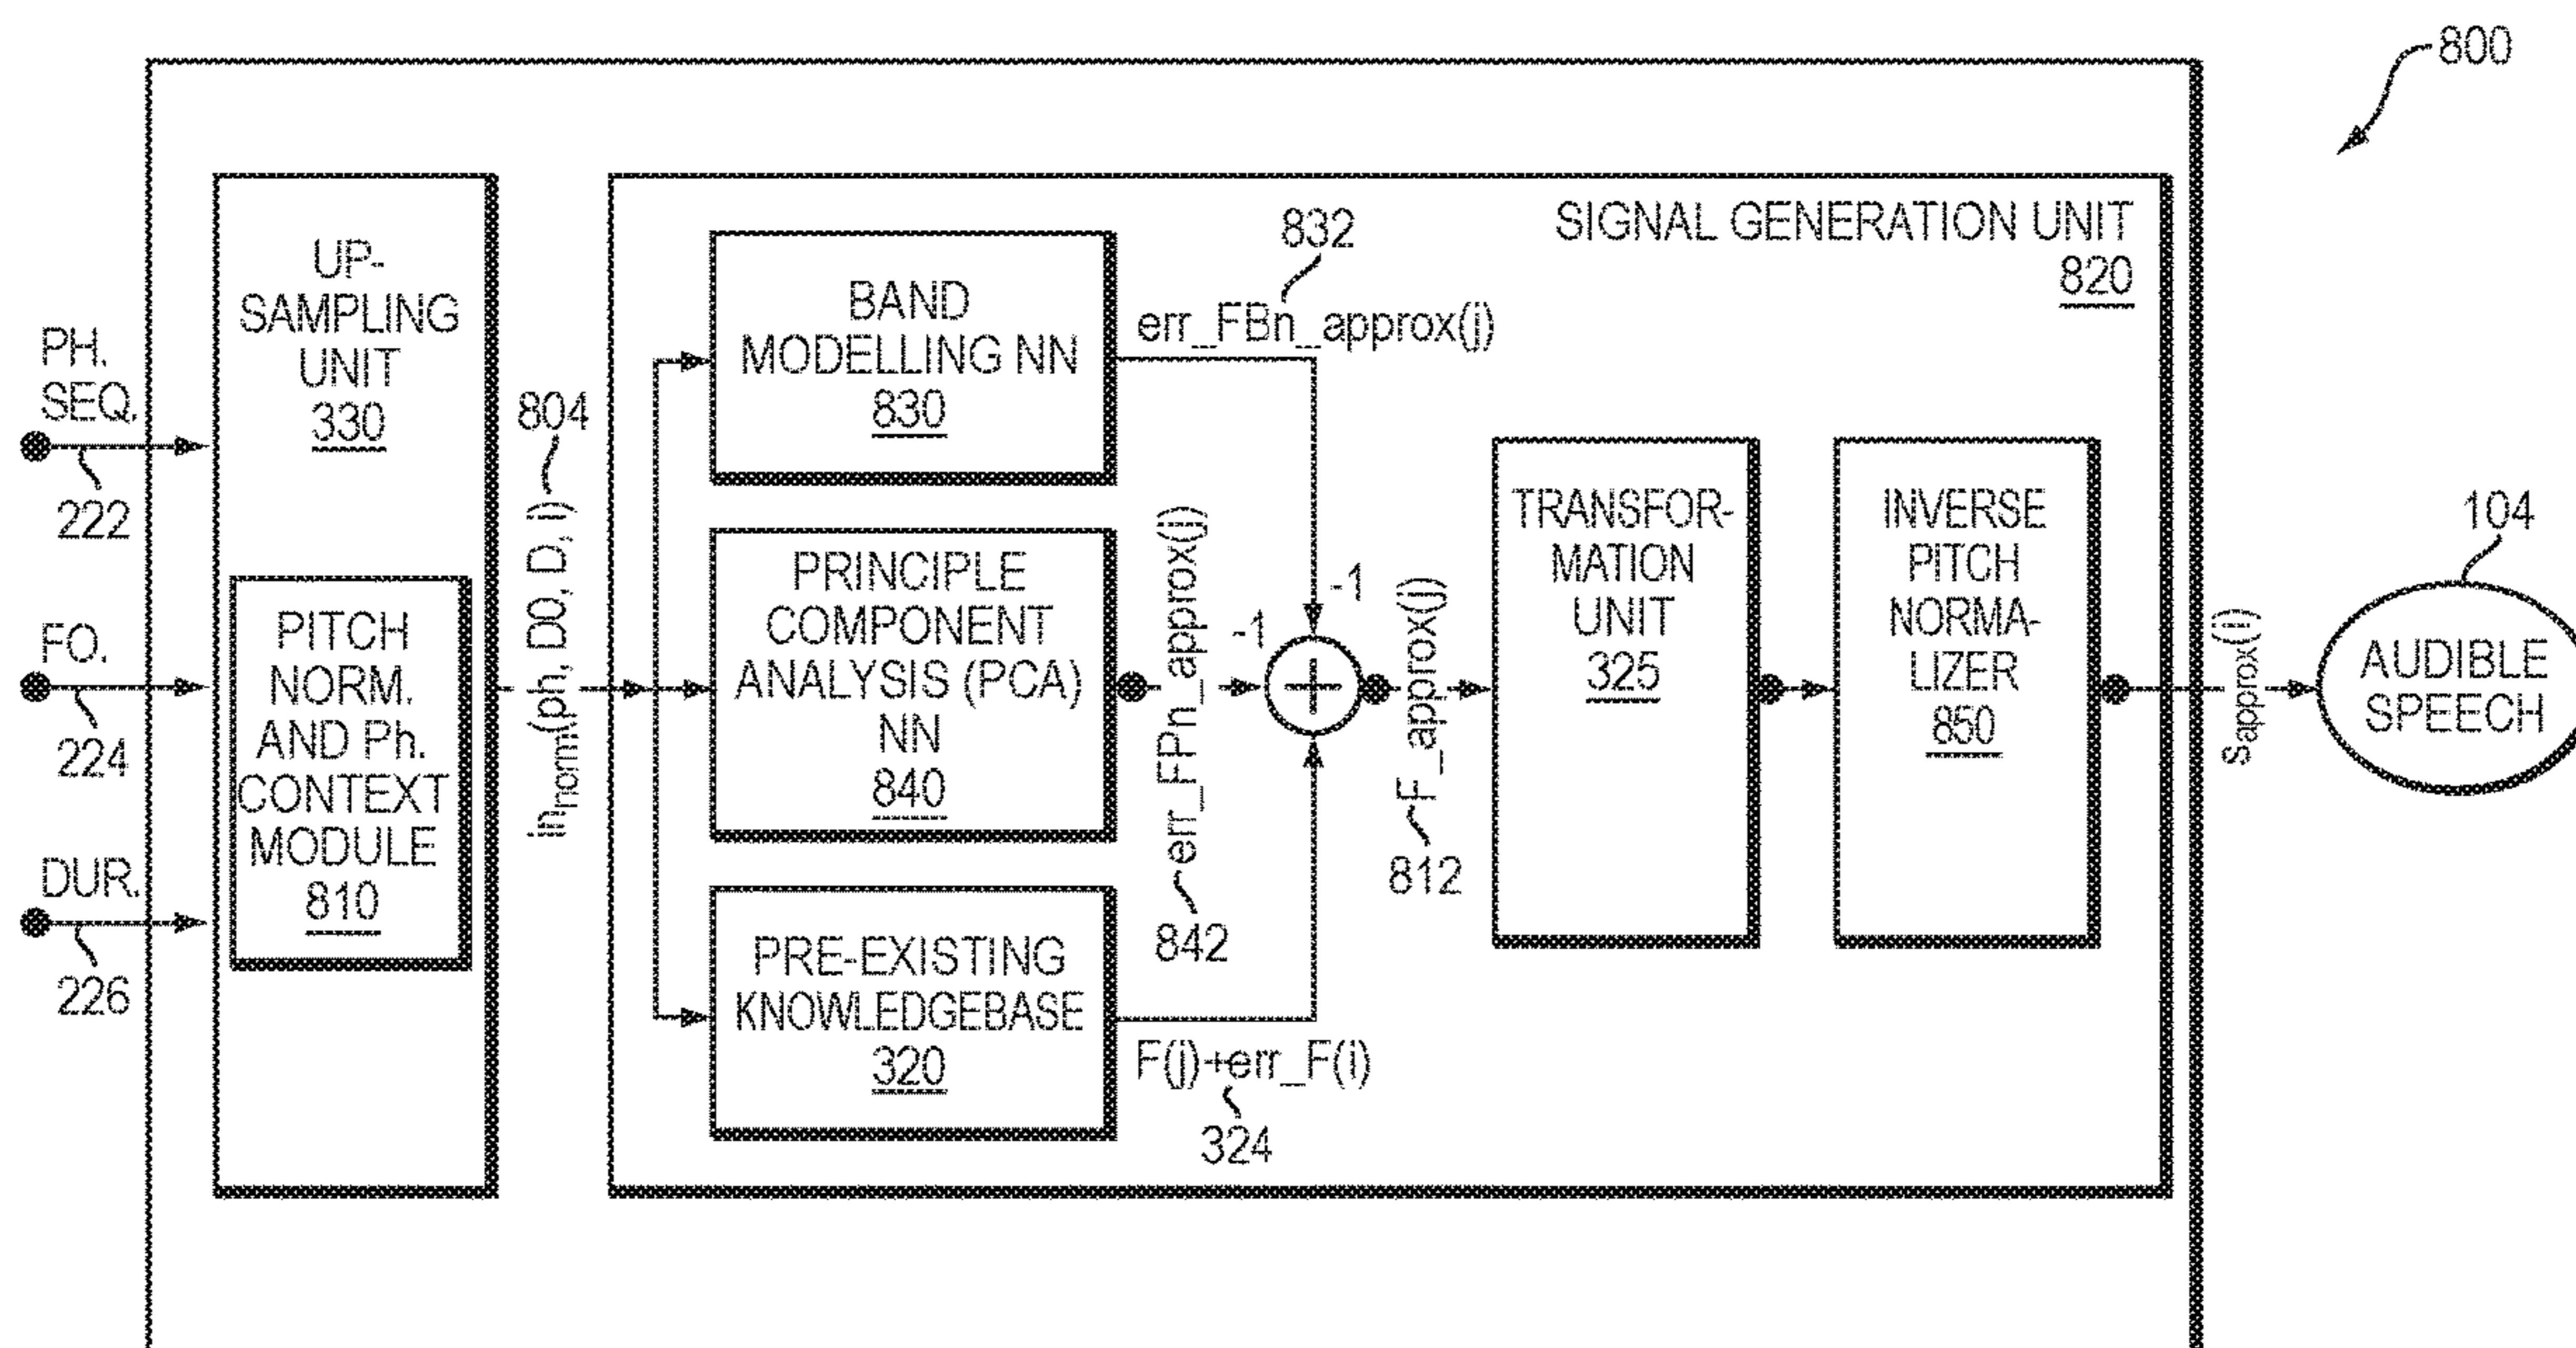 800
PH.
SEQ.
222
FO.
224
DUR.
226
UP-
SAMPLING
UNIT
330
PITCH
NORM.
AND Ph.
CONTEXT
MODULE
810
804
in_norm(ph, D0, D, i)
SIGNAL GENERATION UNIT
820
BAND
MODELLING NN
830
832
err_FBn_approx(j)
PRINCIPLE
COMPONENT
ANALYSIS (PCA)
NN
840
err_FPn_approx(j)
842
-1
-1
+
PRE-EXISTING
KNOWLEDGEBASE
320
F(j)+err_F(i)
324
F_approx(j)
812
TRANSFOR-
MATION
UNIT
325
INVERSE
PITCH
NORMA-
LIZER
850
s_approx(i)
104
AUDIBLE
SPEECH